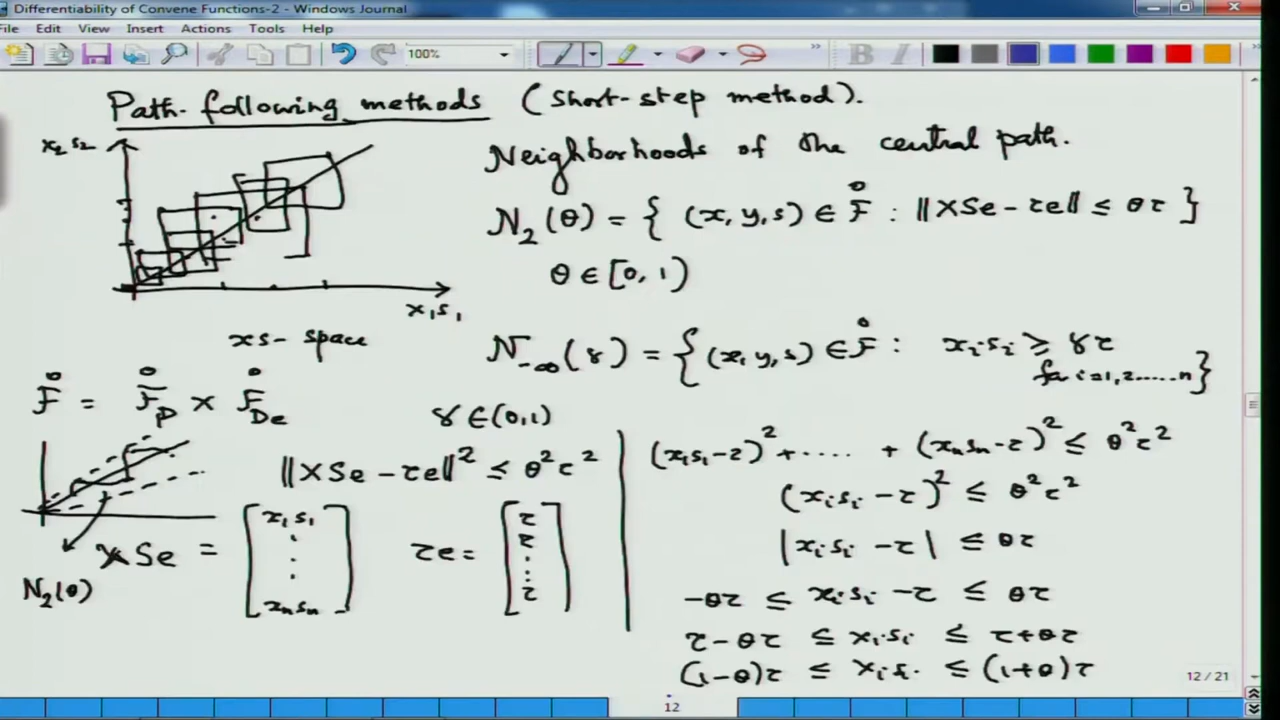 Differentiability of Convene Functions-2 - Windows Journal
File Edit View Insert Actions Tools Help
100%
Path-following methods (short-step method).
x₂s₂
x₁s₁
xs-space
Neighborhoods of the central path.
N₂(θ) = { (x, y, s) ∈ F° : ||XSe - τe|| ≤ θτ }
θ ∈ [0, 1)
N₋∞(γ) = { (x, y, s) ∈ F° : xᵢsᵢ ≥ γτ
for i=1,2.....n }
γ ∈ (0,1)
F° = F°P × F°De
N₂(θ)
||XSe - τe||² ≤ θ²τ²
XSe = [ x₁s₁ ⋮ xₙsₙ ] τe = [ τ τ ⋮ τ ]
(x₁s₁-τ)² + ..... + (xₙsₙ-τ)² ≤ θ²τ²
(xᵢsᵢ - τ)² ≤ θ²τ²
|xᵢsᵢ - τ| ≤ θτ
-θτ ≤ xᵢsᵢ - τ ≤ θτ
τ-θτ ≤ xᵢsᵢ ≤ τ+θτ
(1-θ)τ ≤ xᵢsᵢ ≤ (1+θ)τ
12 / 21
12